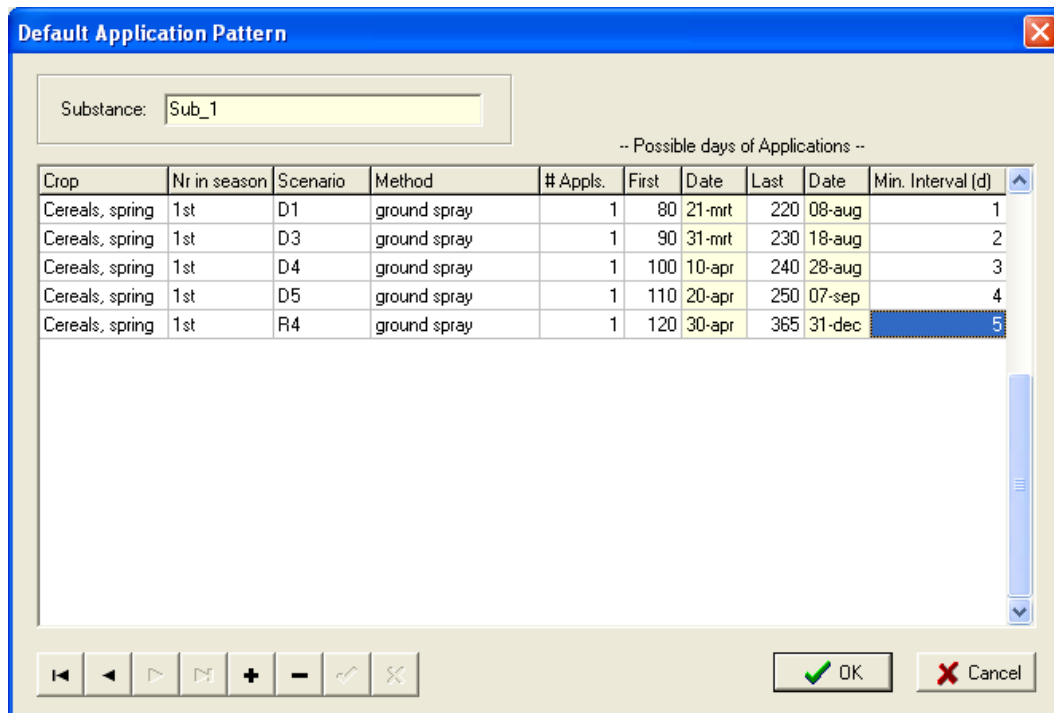 Default Application Pattern
Substance: Sub_1
-- Possible days of Applications --
Crop Nr in season Scenario Method # Appls. First Date Last Date Min. Interval (d)
Cereals, spring 1st D1 ground spray 1 80 21-mrt 220 08-aug 1
Cereals, spring 1st D3 ground spray 1 90 31-mrt 230 18-aug 2
Cereals, spring 1st D4 ground spray 1 100 10-apr 240 28-aug 3
Cereals, spring 1st D5 ground spray 1 110 20-apr 250 07-sep 4
Cereals, spring 1st R4 ground spray 1 120 30-apr 365 31-dec 5
OK Cancel